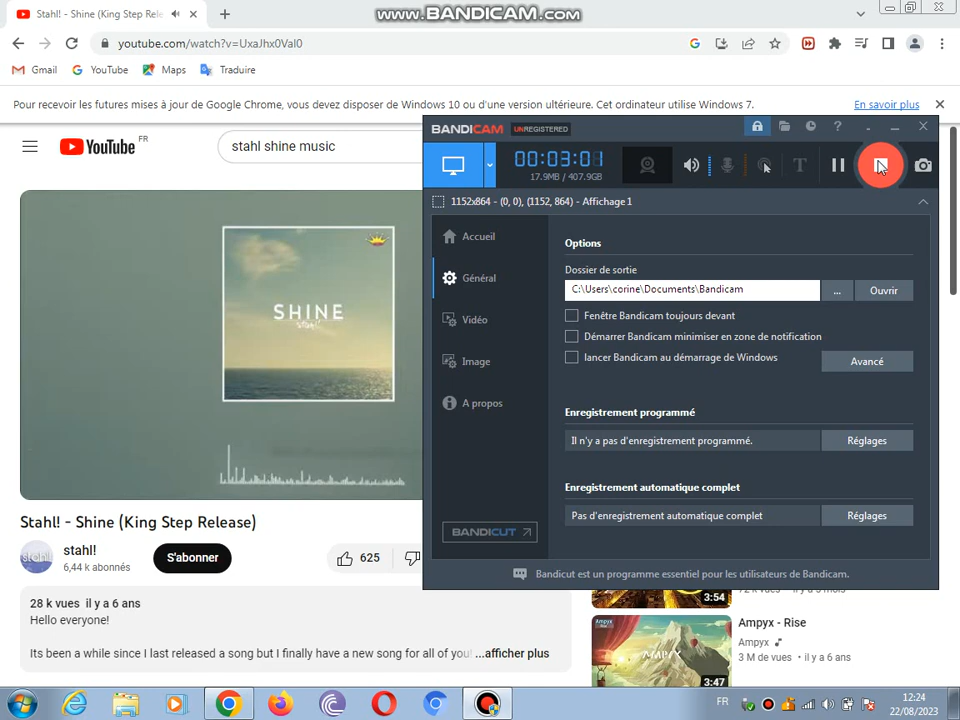 Stahl! - Shine (King Step Rele
www.BANDICAM.com
youtube.com/watch?v=UxaJhx0VaI0
Gmail
YouTube
Maps
Traduire
Pour recevoir les futures mises à jour de Google Chrome, vous devez disposer de Windows 10 ou d'une version ultérieure. Cet ordinateur utilise Windows 7.
En savoir plus
YouTube
FR
stahl shine music
BANDICAM
UNREGISTERED
00:03:01
17.9MB / 407.9GB
1152x864 - (0, 0), (1152, 864) - Affichage 1
Accueil
Général
Vidéo
Image
A propos
BANDICUT
Options
Dossier de sortie
C:\Users\corine\Documents\Bandicam
...
Ouvrir
Fenêtre Bandicam toujours devant
Démarrer Bandicam minimiser en zone de notification
lancer Bandicam au démarrage de Windows
Avancé
Enregistrement programmé
Il n'y a pas d'enregistrement programmé.
Réglages
Enregistrement automatique complet
Pas d'enregistrement automatique complet
Réglages
Bandicut est un programme essentiel pour les utilisateurs de Bandicam.
SHINE
Stahl! - Shine (King Step Release)
stahl!
6,44 k abonnés
S'abonner
625
28 k vues il y a 6 ans
Hello everyone!
Its been a while since I last released a song but I finally have a new song for all of you!
...afficher plus
3:54
Ampyx - Rise
Ampyx
3 M de vues • il y a 6 ans
AMPYX
3:47
FR
12:24
22/08/2023